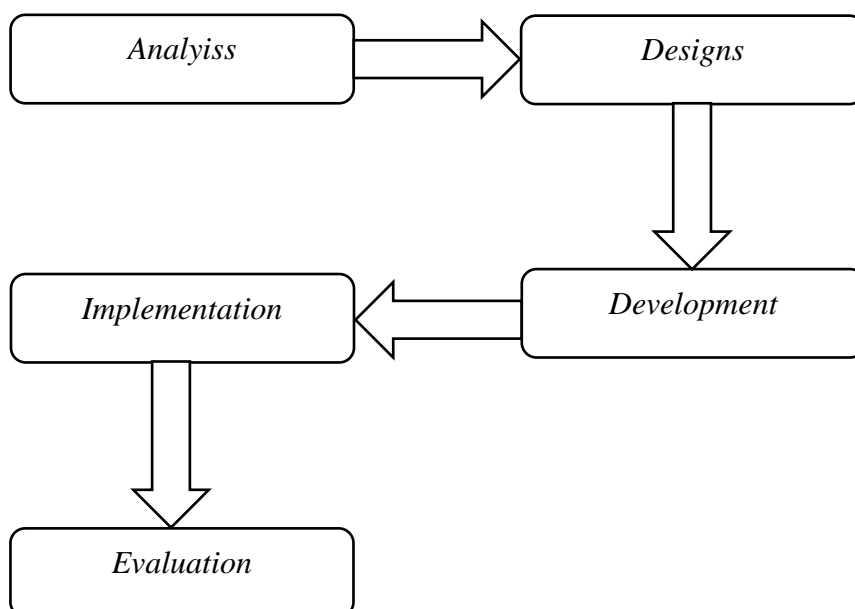 Analyiss
Designs
Development
Implementation
Evaluation